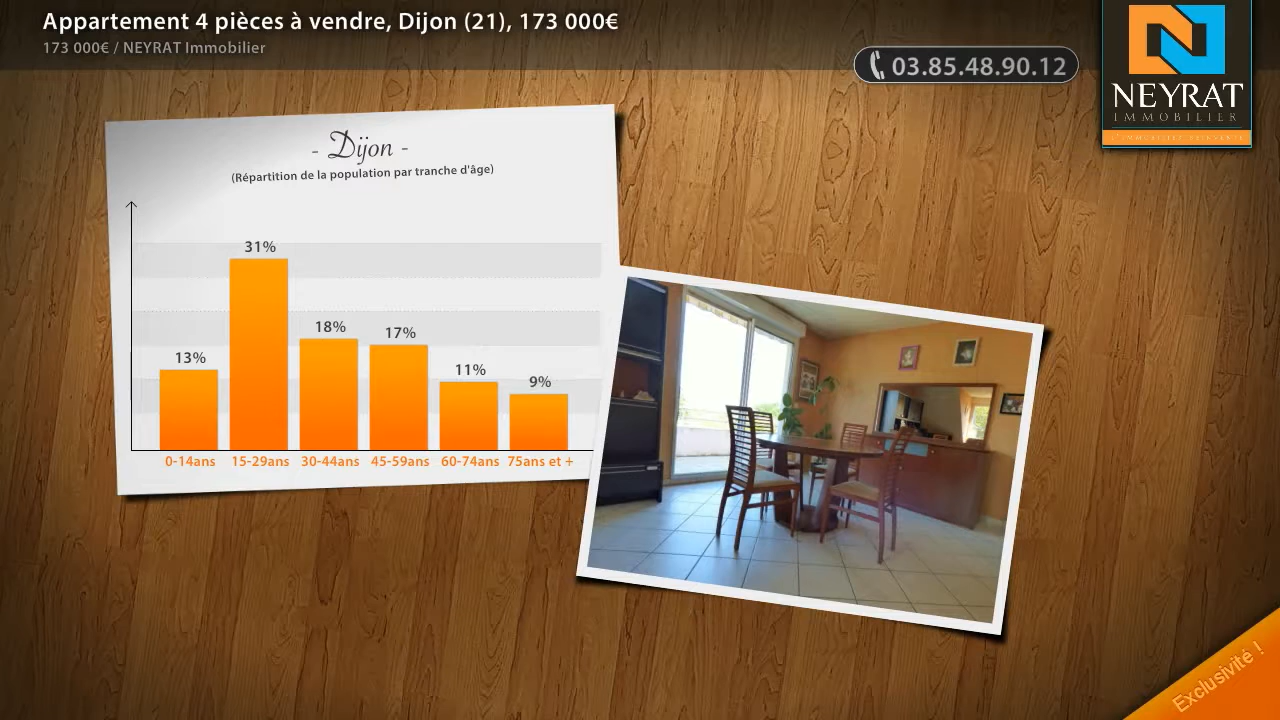 Appartement 4 pièces à vendre, Dijon (21), 173 000€
173 000€ / NEYRAT Immobilier
03.85.48.90.12
NEYRAT
IMMOBILIER
- Dijon -
(Répartition de la population par tranche d'âge)
31%
18%
17%
13%
11%
9%
0-14ans 15-29ans 30-44ans 45-59ans 60-74ans 75ans et +
Exclusivité !